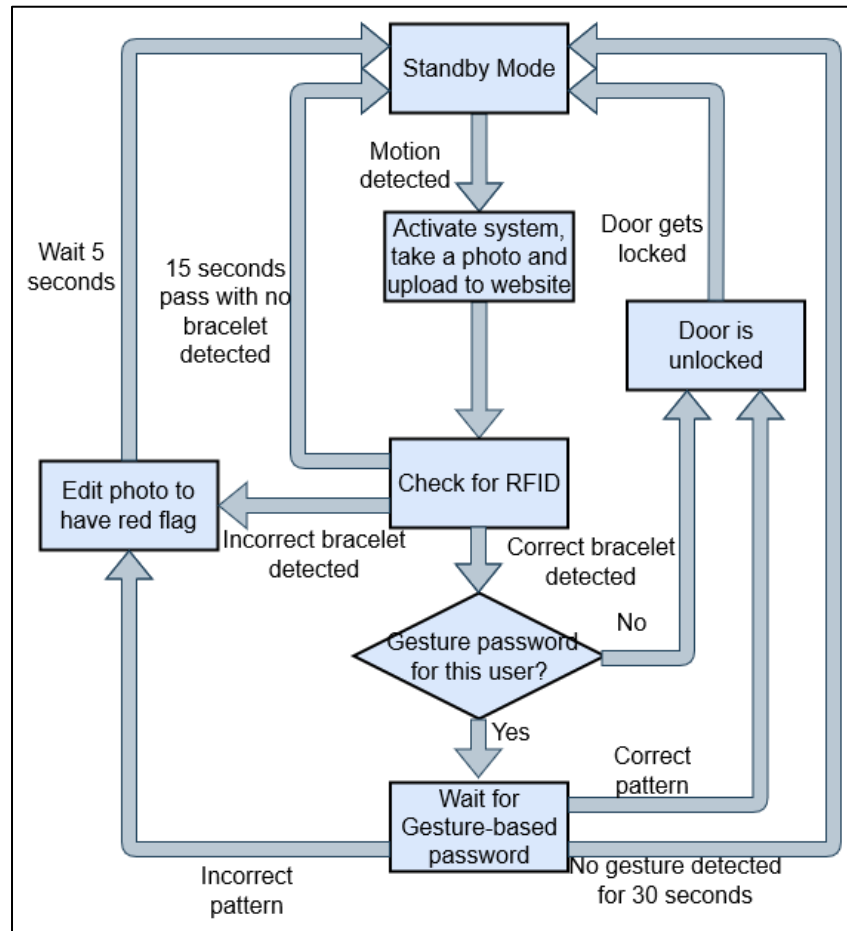 Standby Mode
Motion
detected
Activate system,
take a photo and
upload to website
Wait 5
seconds
15 seconds
pass with no
bracelet
detected
Door gets
locked
Door is
unlocked
Check for RFID
Edit photo to
have red flag
Incorrect bracelet
detected
Correct bracelet
detected
Gesture password
for this user?
No
Yes
Wait for
Gesture-based
password
Correct
pattern
Incorrect
pattern
No gesture detected
for 30 seconds